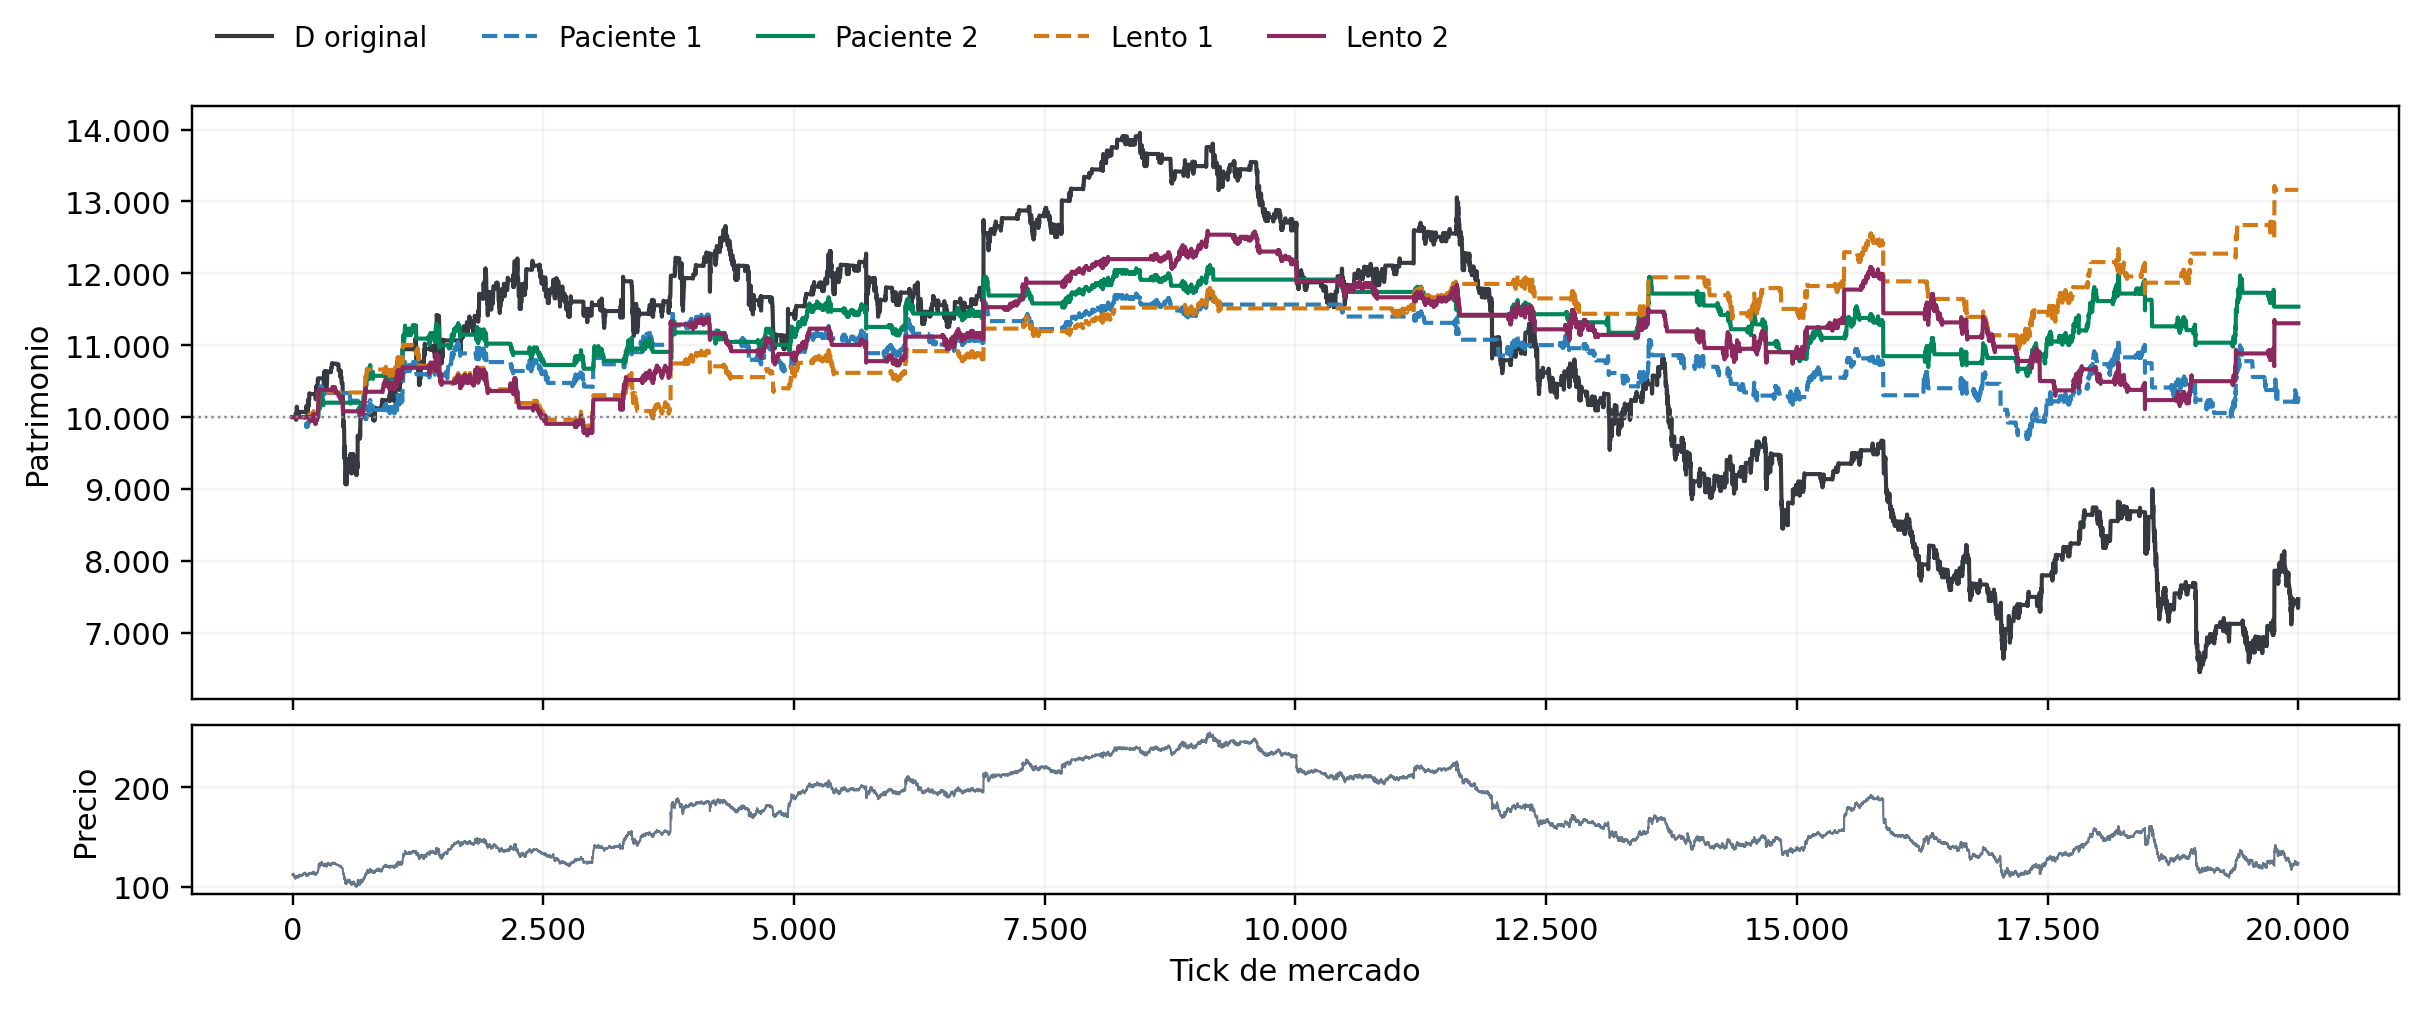 D original Paciente 1 Paciente 2 Lento 1 Lento 2
14.000
13.000
12.000
11.000
10.000
9.000
8.000
7.000
Patrimonio
200
100
Precio
0 2.500 5.000 7.500 10.000 12.500 15.000 17.500 20.000
Tick de mercado